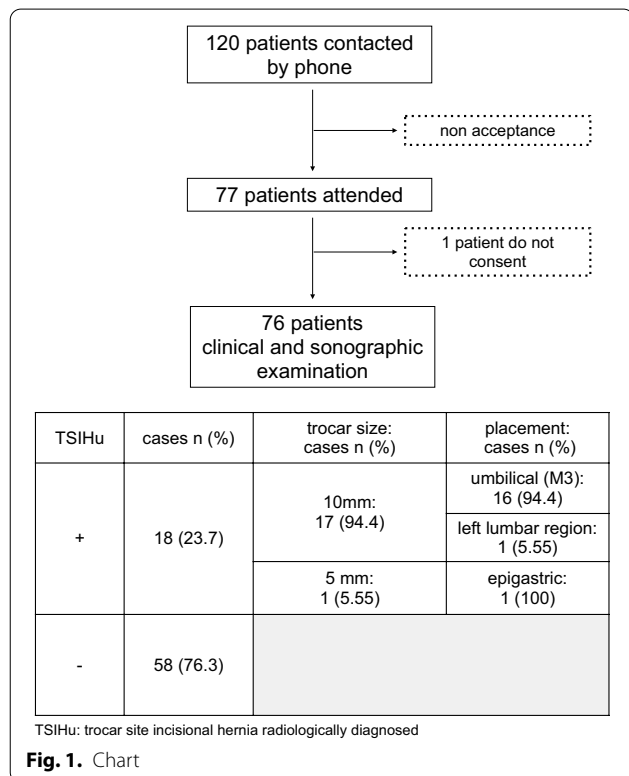 120 patients contacted
by phone
non acceptance
77 patients attended
1 patient do not
consent
76 patients
clinical and sonographic
examination
TSIHu
cases n (%)
trocar size:
cases n (%)
placement:
cases n (%)
+
18 (23.7)
10mm:
17 (94.4)
umbilical (M3):
16 (94.4)
left lumbar region:
1 (5.55)
5 mm:
1 (5.55)
epigastric:
1 (100)
-
58 (76.3)
TSIHu: trocar site incisional hernia radiologically diagnosed
Fig. 1. Chart